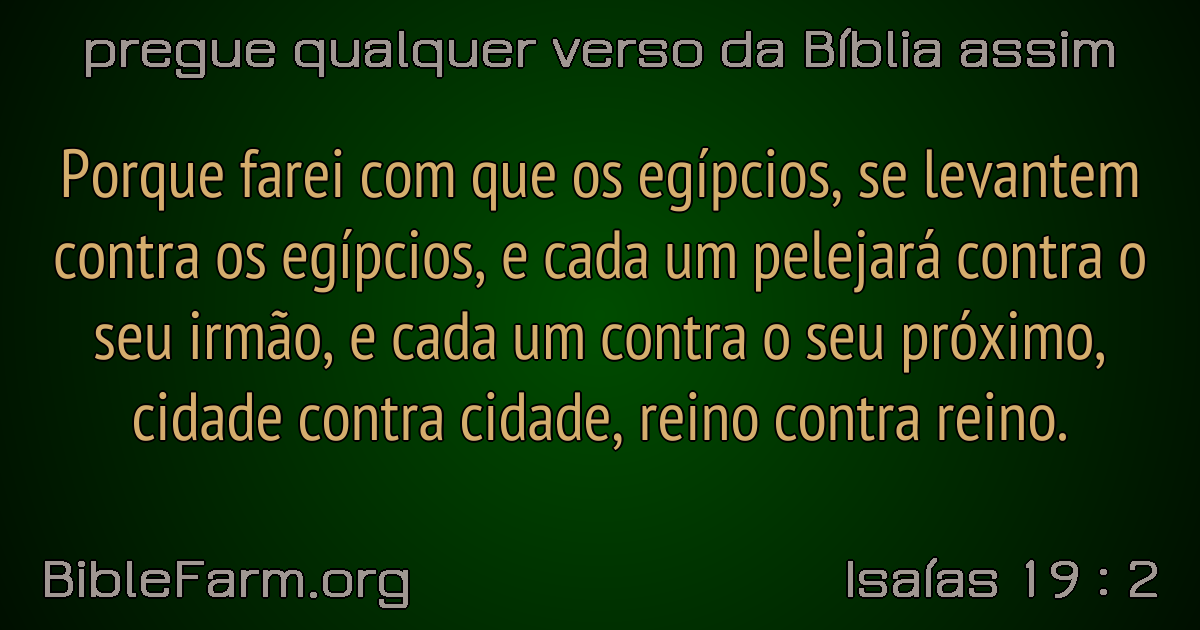 pregue qualquer verso da Bíblia assim
Porque farei com que os egípcios, se levantem
contra os egípcios, e cada um pelejará contra o
seu irmão, e cada um contra o seu próximo,
cidade contra cidade, reino contra reino.
BibleFarm.org
Isaías 19 : 2